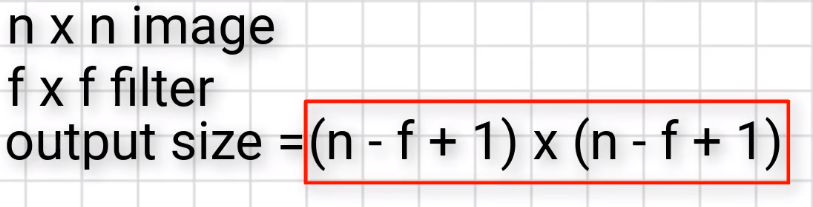 n x n image
f x f filter
output size =(n - f + 1) x (n - f + 1)